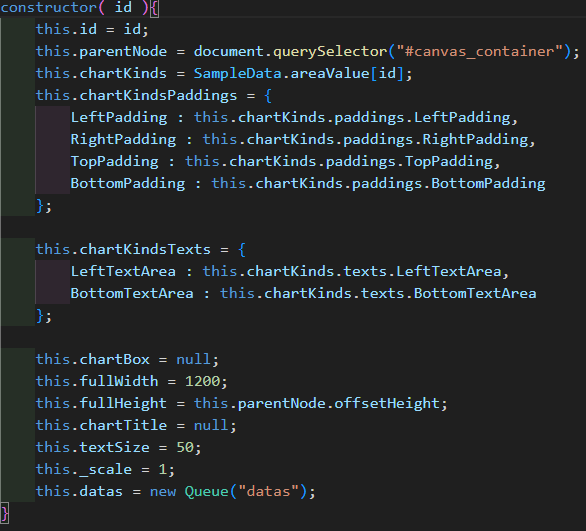 constructor( id ){
this.id = id;
this.parentNode = document.querySelector("#canvas_container");
this.chartKinds = SampleData.areaValue[id];
this.chartKindsPaddings = {
LeftPadding : this.chartKinds.paddings.LeftPadding,
RightPadding : this.chartKinds.paddings.RightPadding,
TopPadding : this.chartKinds.paddings.TopPadding,
BottomPadding : this.chartKinds.paddings.BottomPadding
};
this.chartKindsTexts = {
LeftTextArea : this.chartKinds.texts.LeftTextArea,
BottomTextArea : this.chartKinds.texts.BottomTextArea
};
this.chartBox = null;
this.fullWidth = 1200;
this.fullHeight = this.parentNode.offsetHeight;
this.chartTitle = null;
this.textSize = 50;
this._scale = 1;
this.datas = new Queue("datas");
}